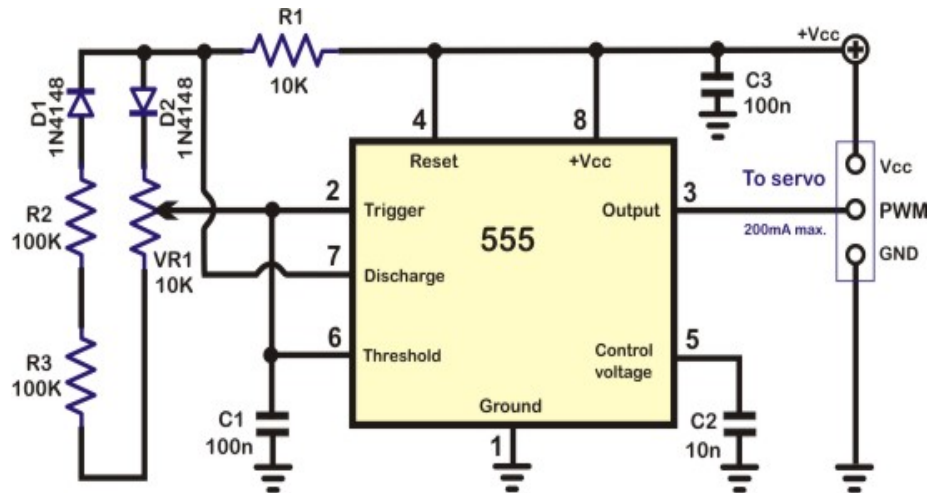 R1
10K
+Vcc
D1
1N4148
D2
1N4148
C3
100n
4
8
Reset
+Vcc
R2
100K
VR1
10K
2
Trigger
7
Discharge
555
3
Output
To servo
200mA max.
Vcc
PWM
GND
R3
100K
6
Threshold
Control
voltage
5
C1
100n
Ground
1
C2
10n